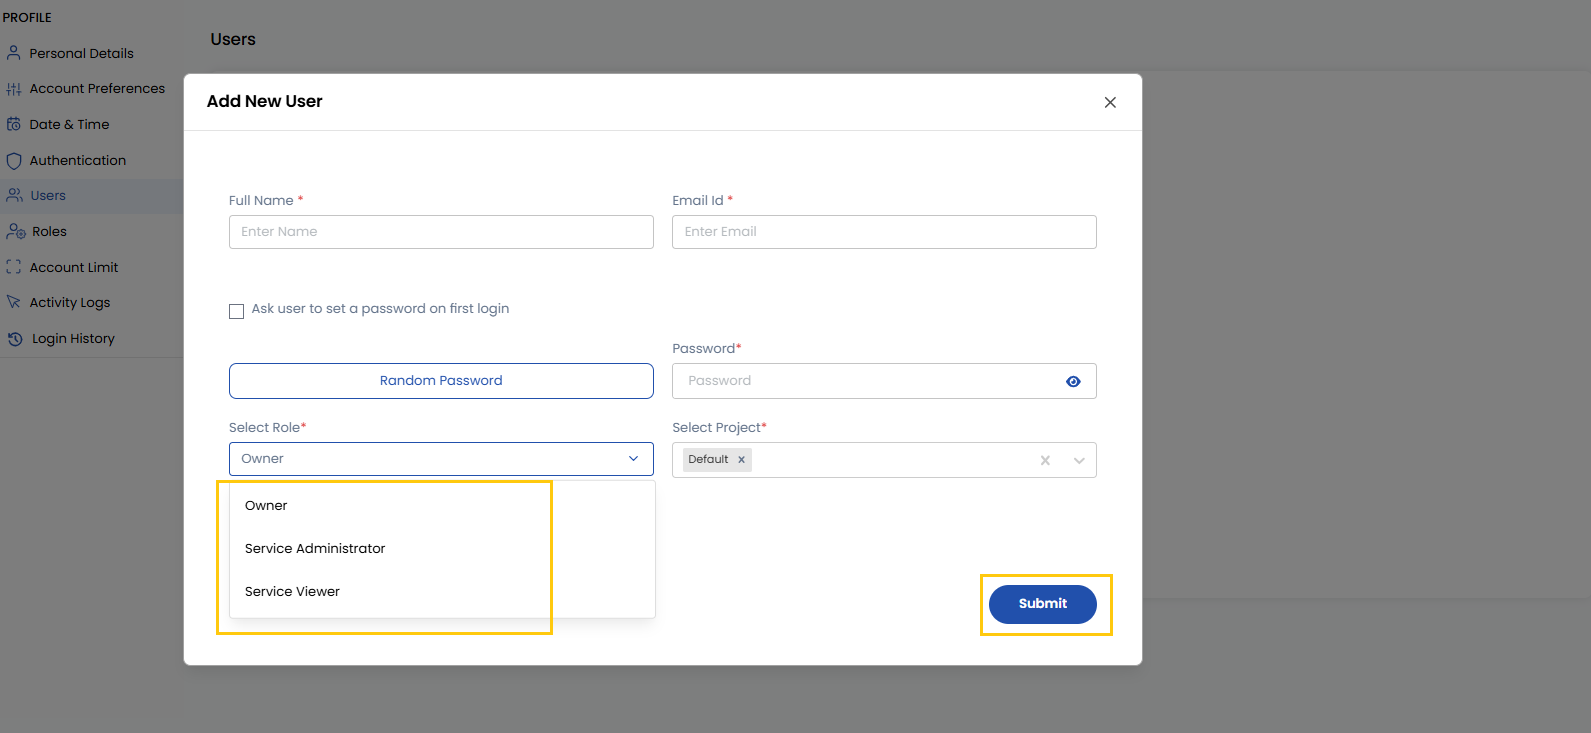 PROFILE
Personal Details
Account Preferences
Date & Time
Authentication
Users
Roles
Account Limit
Activity Logs
Login History
Users
Add New User
Full Name *
Email Id *
Enter Name
Enter Email
Ask user to set a password on first login
Password*
Random Password
Password
Select Role*
Select Project*
Owner
Default
Owner
Service Administrator
Service Viewer
Submit